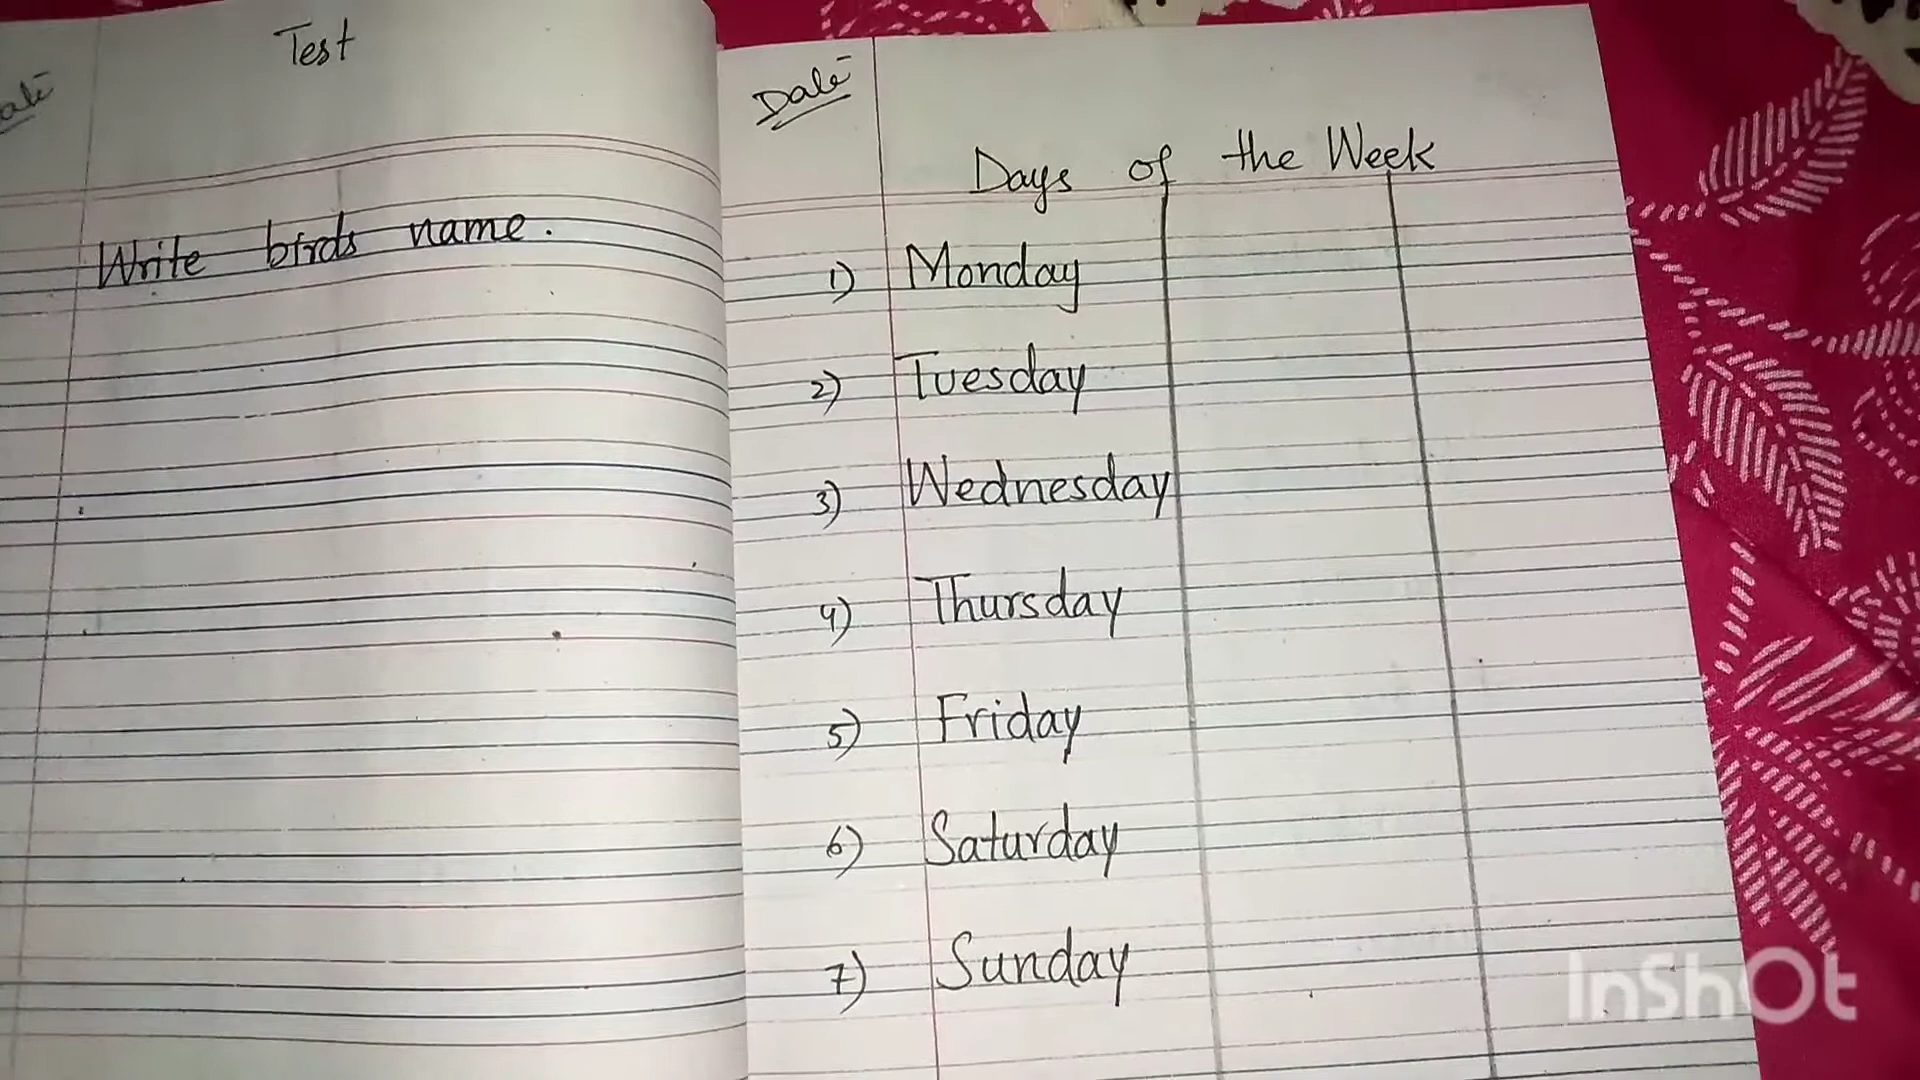 Test
Write birds name.
Date
Days of the Week
1) Monday
2) Tuesday
3) Wednesday
4) Thursday
5) Friday
6) Saturday
7) Sunday
InShOt